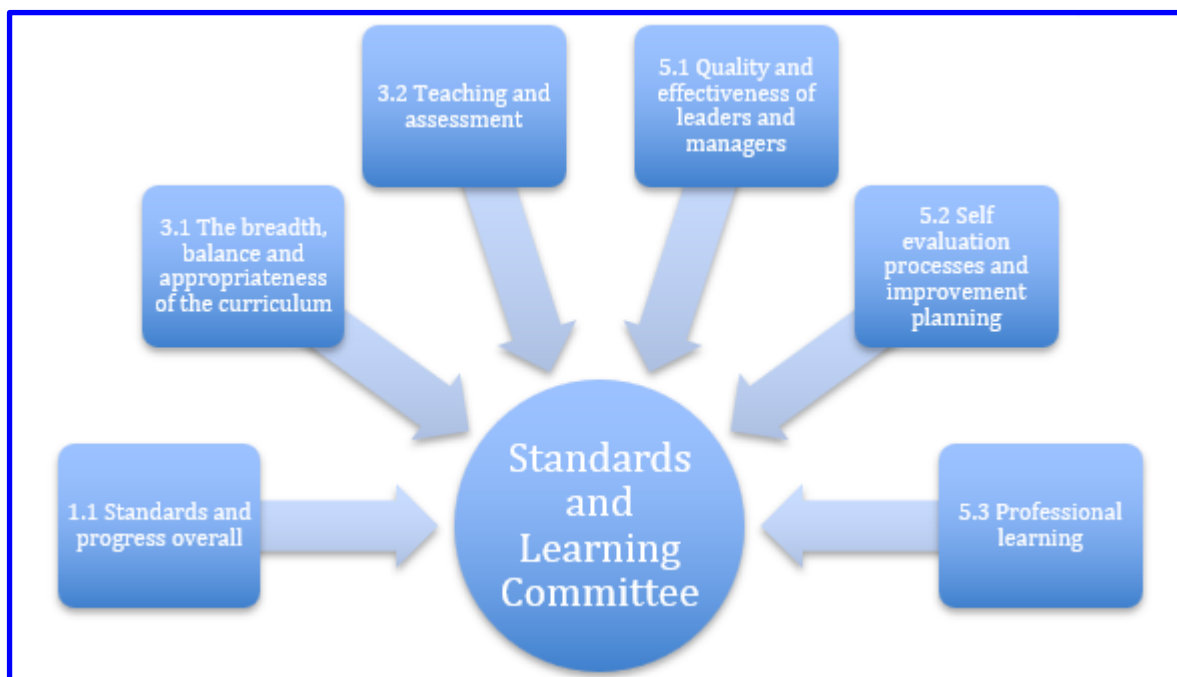 3.2 Teaching and
assessment
5.1 Quality and
effectiveness of
leaders and
managers
3.1 The breadth,
balance and
appropriateness
of the curriculum
5.2 Self
evaluation
processes and
improvement
planning
1.1 Standards and
progress overall
Standards
and
Learning
Committee
5.3 Professional
learning